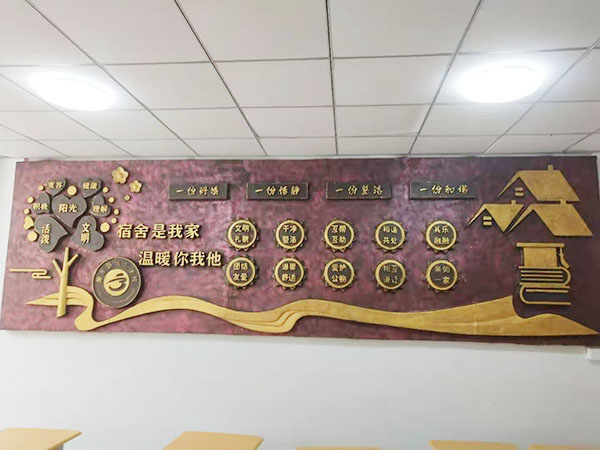 宽容
健康
积极
阳光
理解
活泼
文明
宿舍是我家
温暖你我他
一份恬静
一份整洁
一份和谐
文明礼貌
干净整洁
互帮互助
和谐共处
其乐融融
团结友爱
温馨舒适
爱护公物
相互谦让
亲如一家